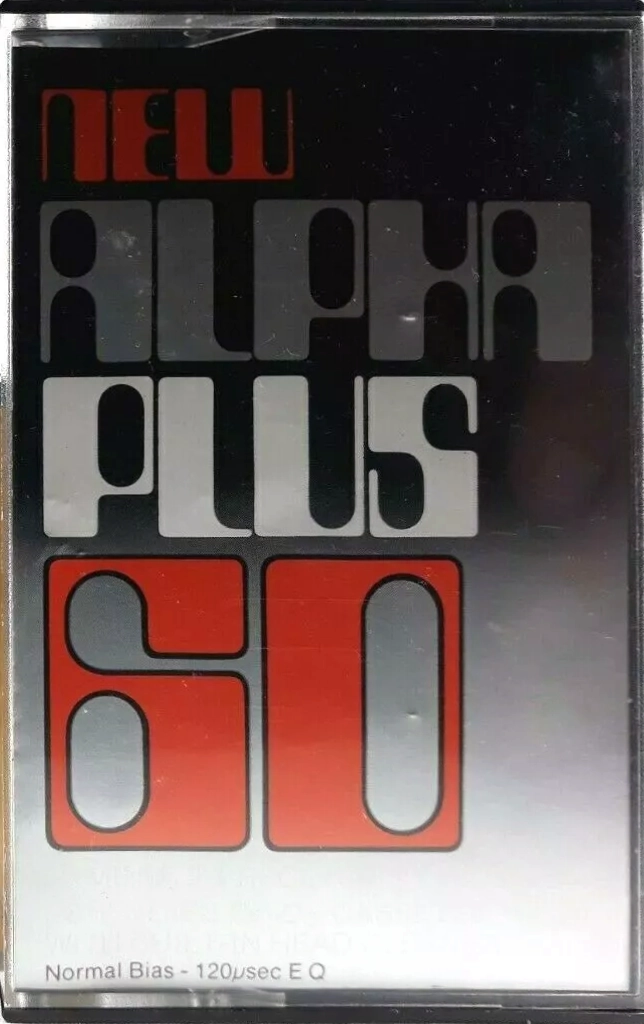 NEW
ALPHA
PLUS
60
Normal Bias - 120μsec E Q